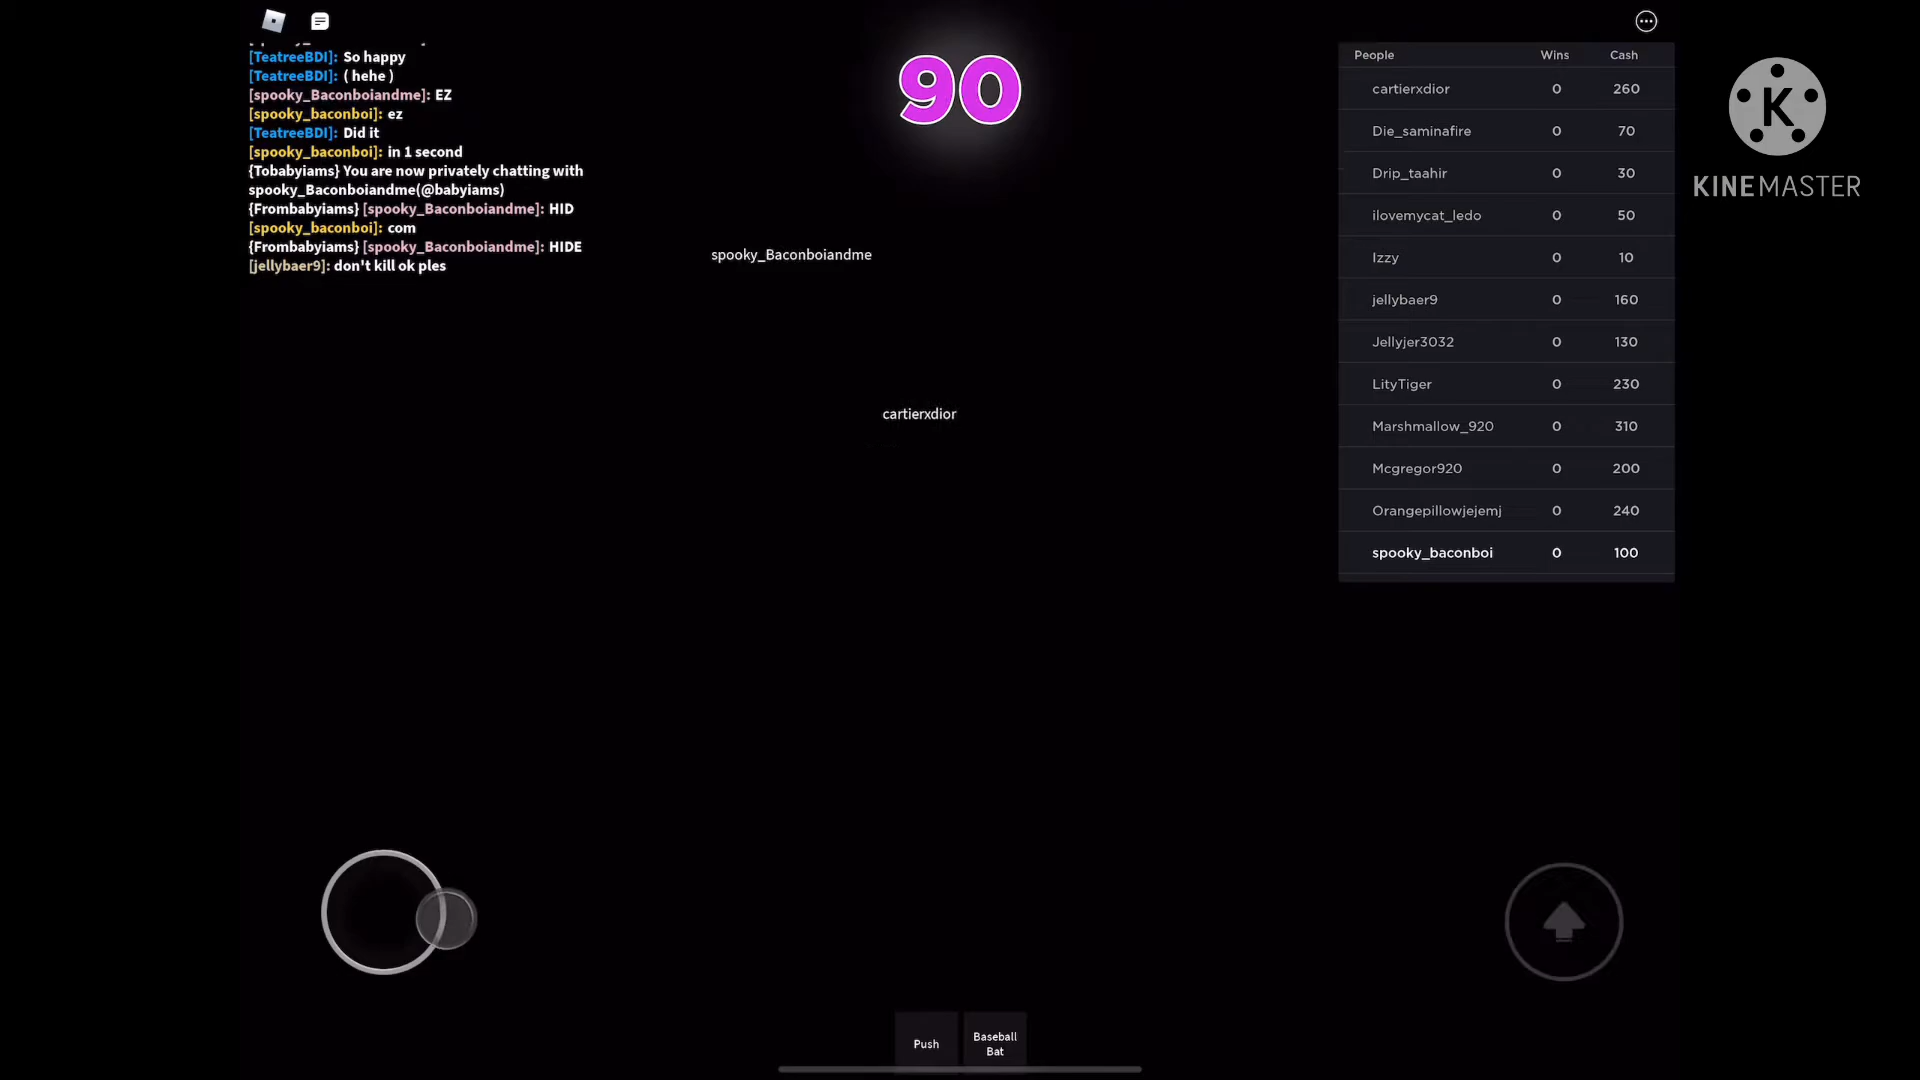 [TeatreeBDI]: So happy
[TeatreeBDI]: ( hehe )
[spooky_Baconboiandme]: EZ
[spooky_baconboi]: ez
[TeatreeBDI]: Did it
[spooky_baconboi]: in 1 second
{Tobabyiams} You are now privately chatting with
spooky_Baconboiandme(@babyiams)
{Frombabyiams} [spooky_Baconboiandme]: HID
[spooky_baconboi]: com
{Frombabyiams} [spooky_Baconboiandme]: HIDE
[jellybaer9]: don't kill ok ples
90
spooky_Baconboiandme
cartierxdior
People Wins Cash
cartierxdior 0 260
Die_saminafire 0 70
Drip_taahir 0 30
ilovemycat_ledo 0 50
Izzy 0 10
jellybaer9 0 160
Jellyjer3032 0 130
LityTiger 0 230
Marshmallow_920 0 310
Mcgregor920 0 200
Orangepillowjejemj 0 240
spooky_baconboi 0 100
K
KINEMASTER
Push
Baseball
Bat